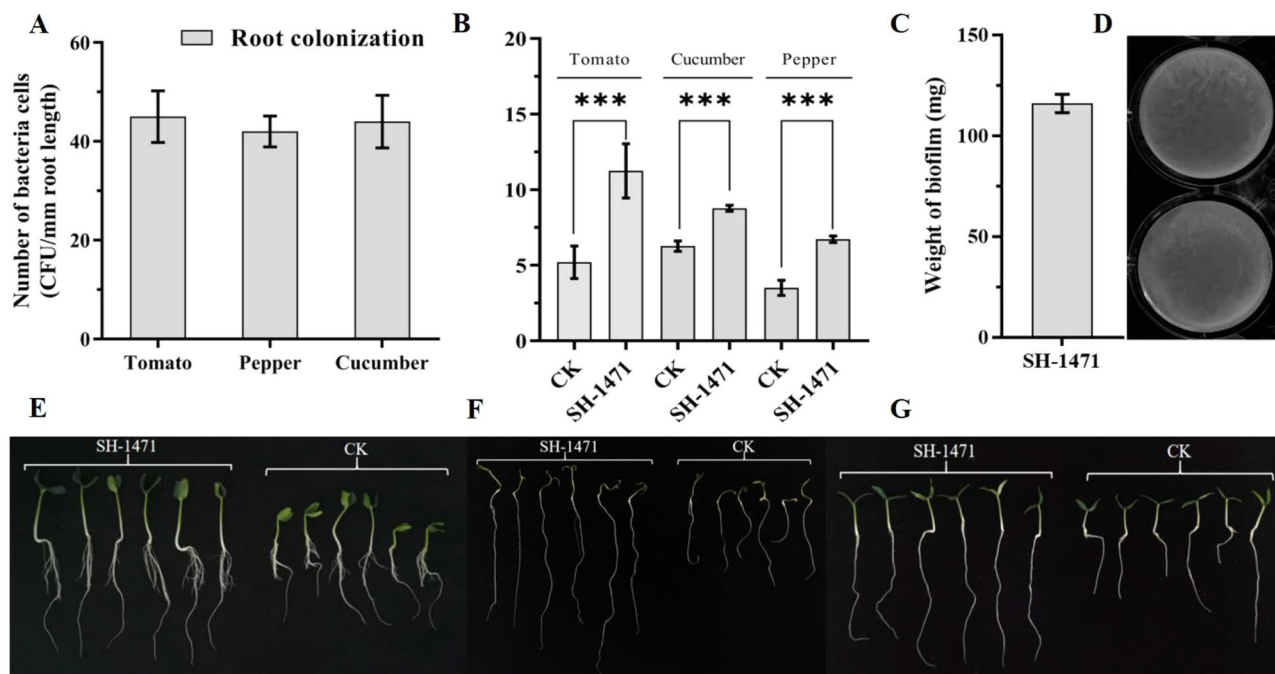 A
Number of bacteria cells
(CFU/mm root length)
60
40
20
0
Root colonization
Tomato Pepper Cucumber
B
20
15
10
5
0
Tomato Cucumber Pepper
*** *** ***
CK SH-1471 CK SH-1471 CK SH-1471
C
Weight of biofilm (mg)
150
100
50
0
SH-1471
D
E
SH-1471 CK
F
SH-1471 CK
G
SH-1471 CK